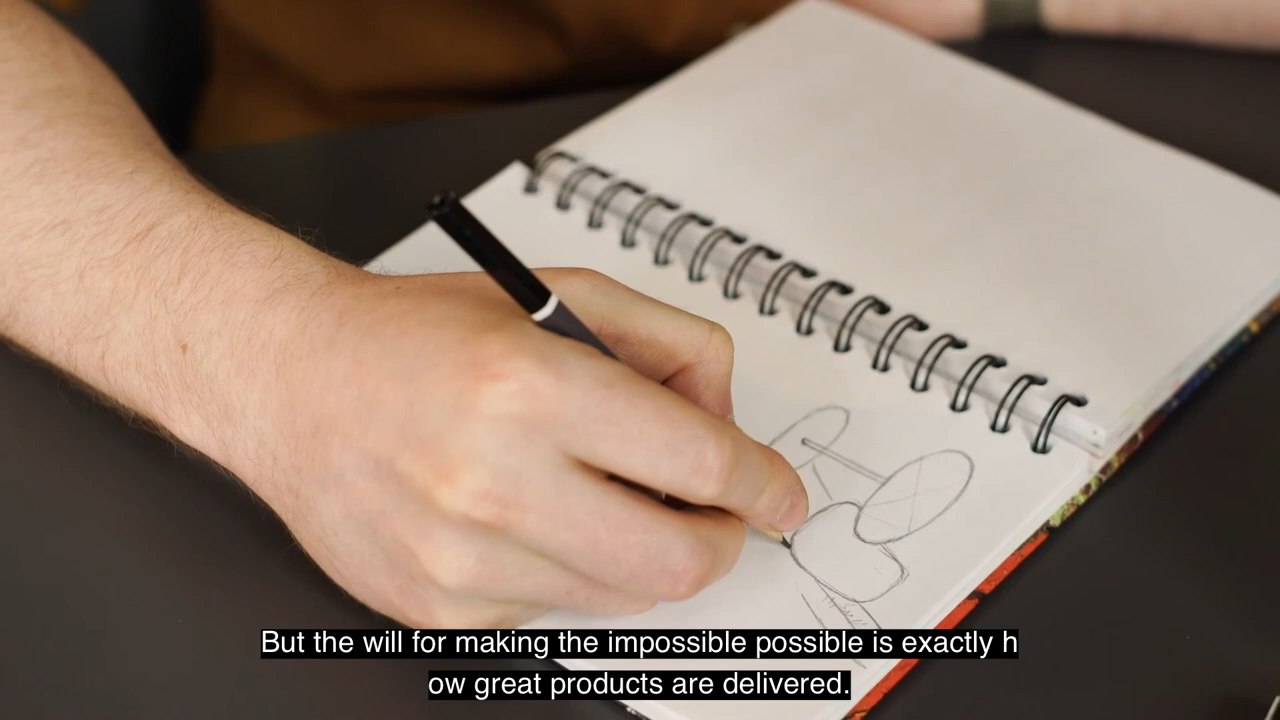 But the will for making the impossible possible is exactly h
ow great products are delivered.